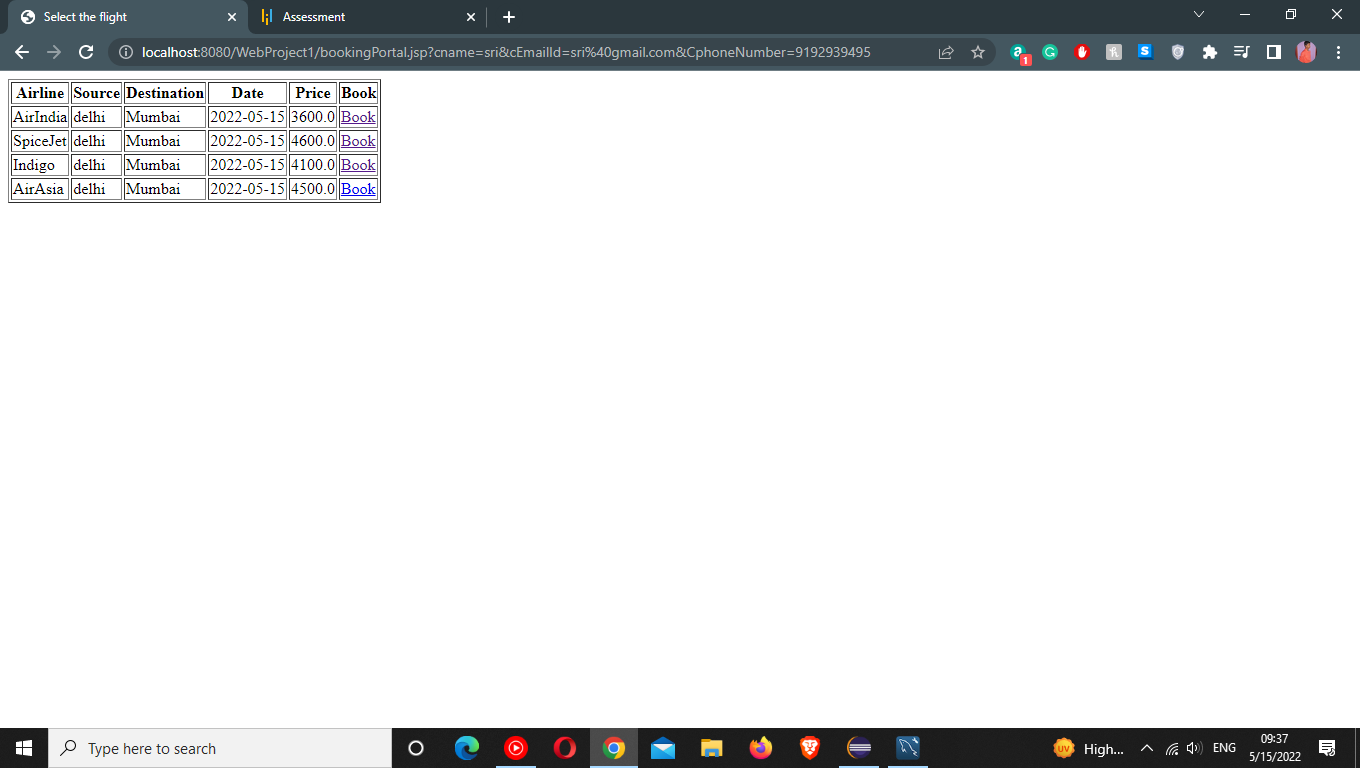 Select the flight
Assessment
localhost:8080/WebProject1/bookingPortal.jsp?cname=sri&cEmailId=sri%40gmail.com&CphoneNumber=9192939495
1
Airline Source Destination Date Price Book
AirIndia delhi Mumbai 2022-05-15 3600.0 Book
SpiceJet delhi Mumbai 2022-05-15 4600.0 Book
Indigo delhi Mumbai 2022-05-15 4100.0 Book
AirAsia delhi Mumbai 2022-05-15 4500.0 Book
Type here to search
UV
High...
ENG
09:37
5/15/2022